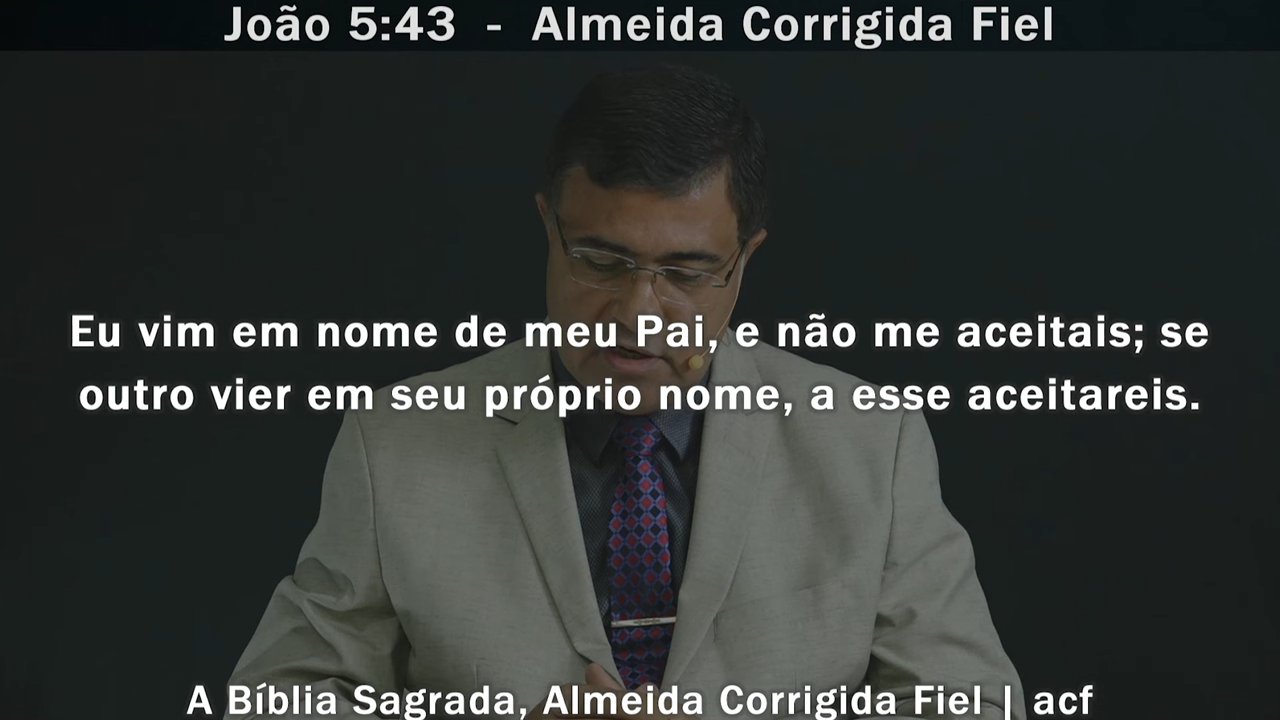 João 5:43 - Almeida Corrigida Fiel
Eu vim em nome de meu Pai, e não me aceitais; se
outro vier em seu próprio nome, a esse aceitareis.
A Bíblia Sagrada, Almeida Corrigida Fiel | acf